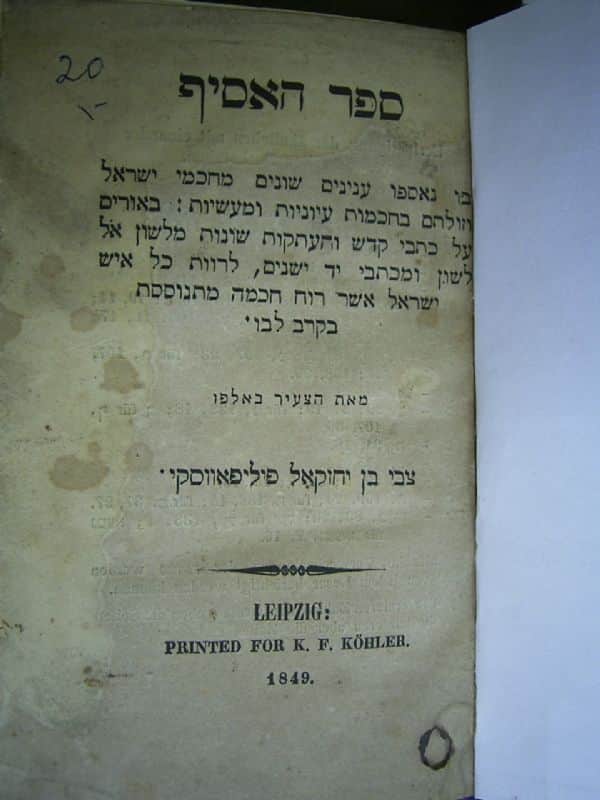 20
ספר האסיף
בו נאספו ענינים שונים מחכמי ישראל
וזולתם בחכמות עיוניות ומעשיות: באורים
על כתבי קדש והעתקות שונות מלשון אל
לשון ומכתבי יד ישנים, לרוות כל איש
ישראל אשר רוח חכמה מתנוססת
בקרב לבו·
מאת הצעיר באלפו
צבי בן יחזקאל פיליפאווסקי·
LEIPZIG:
PRINTED FOR K. F. KÖHLER.
1849.